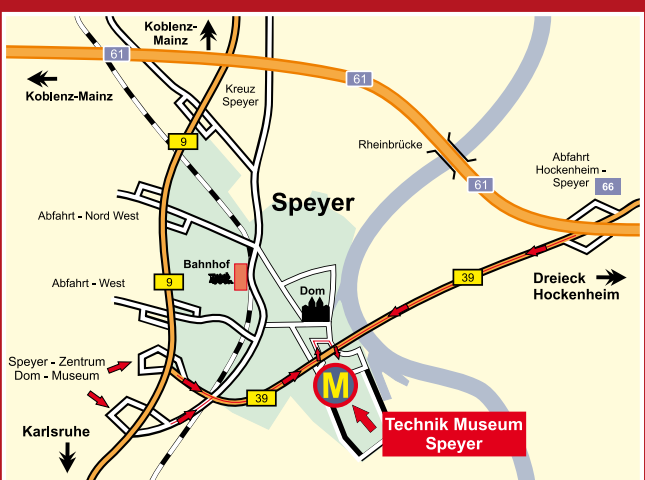 Koblenz-
Mainz
61
61
Koblenz-Mainz
Kreuz
Speyer
9
Rheinbrücke
Abfahrt
Hockenheim -
Speyer 66
61
Speyer
Abfahrt - Nord West
Bahnhof
Abfahrt - West
9
39
Dom
Dreieck
Hockenheim
Speyer - Zentrum
Dom - Museum
M
39
Technik Museum
Speyer
Karlsruhe